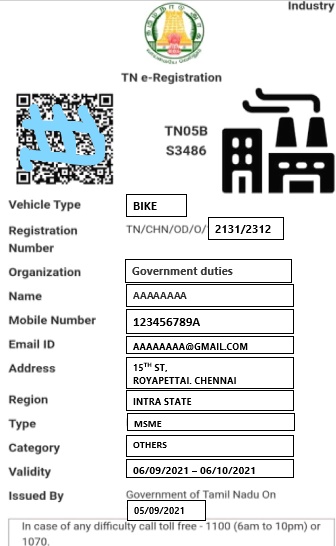 Industry
TN e-Registration
TN05B
S3486
Vehicle Type BIKE
Registration Number TN/CHN/OD/O/ 2131/2312
Organization Government duties
Name AAAAAAAA
Mobile Number 123456789A
Email ID AAAAAAAA@GMAIL.COM
Address 15TH ST,
ROYAPETTAI. CHENNAI
Region INTRA STATE
Type MSME
Category OTHERS
Validity 06/09/2021 – 06/10/2021
Issued By Government of Tamil Nadu On
05/09/2021
In case of any difficulty call toll free - 1100 (6am to 10pm) or
1070.